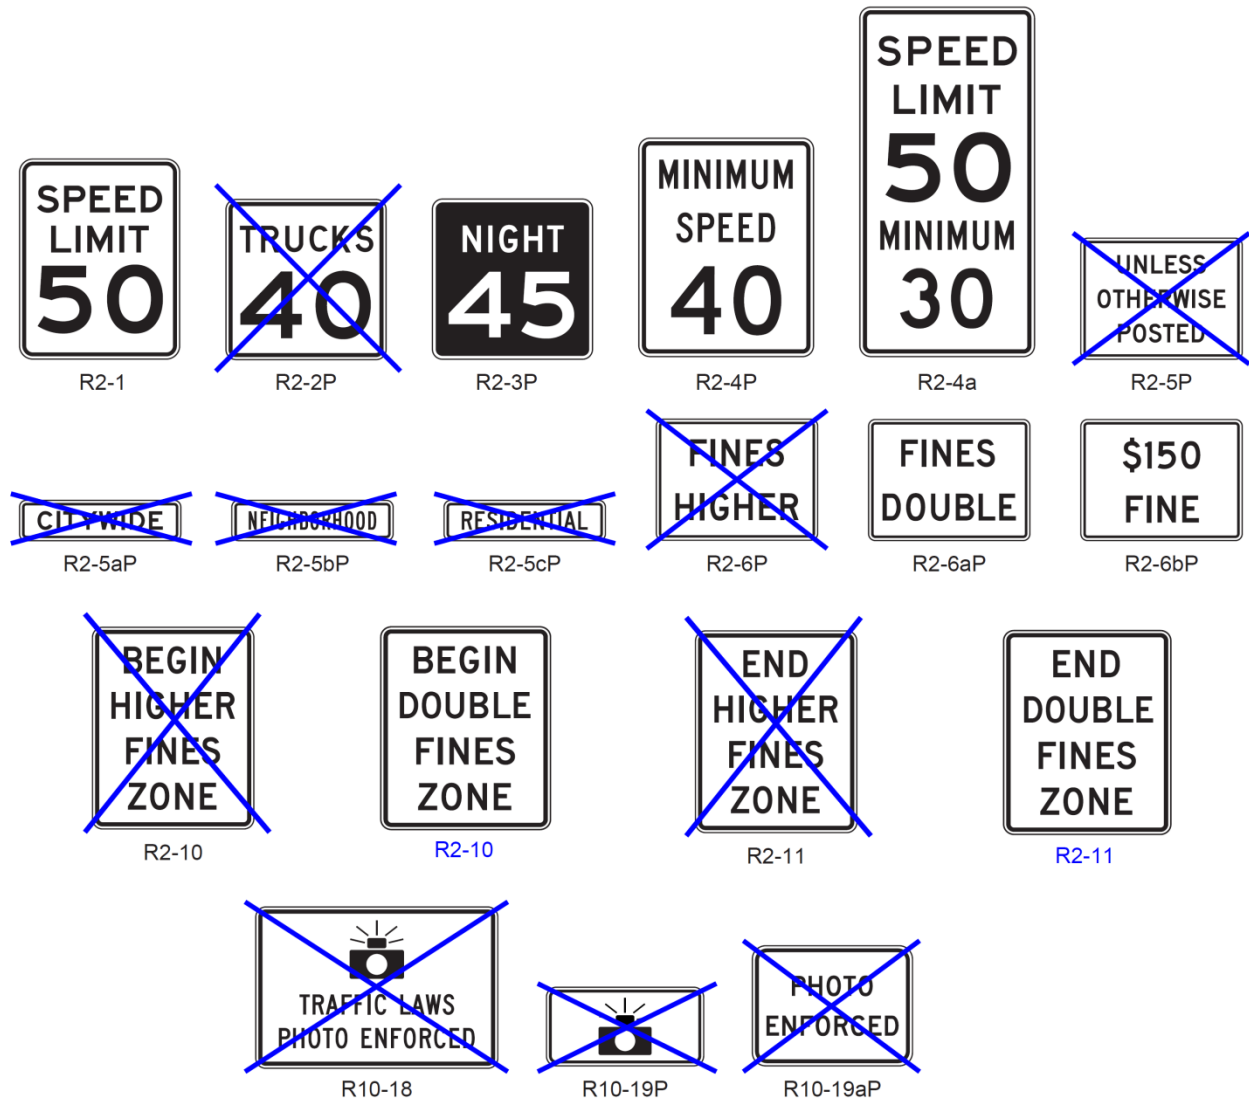 SPEED
LIMIT
50
R2-1
TRUCKS
40
R2-2P
NIGHT
45
R2-3P
MINIMUM
SPEED
40
R2-4P
SPEED
LIMIT
50
MINIMUM
30
R2-4a
UNLESS
OTHERWISE
POSTED
R2-5P
CITYWIDE
R2-5aP
NEIGHBORHOOD
R2-5bP
RESIDENTIAL
R2-5cP
FINES
HIGHER
R2-6P
FINES
DOUBLE
R2-6aP
$150
FINE
R2-6bP
BEGIN
HIGHER
FINES
ZONE
R2-10
BEGIN
DOUBLE
FINES
ZONE
R2-10
END
HIGHER
FINES
ZONE
R2-11
END
DOUBLE
FINES
ZONE
R2-11
TRAFFIC LAWS
PHOTO ENFORCED
R10-18
R10-19P
PHOTO
ENFORCED
R10-19aP